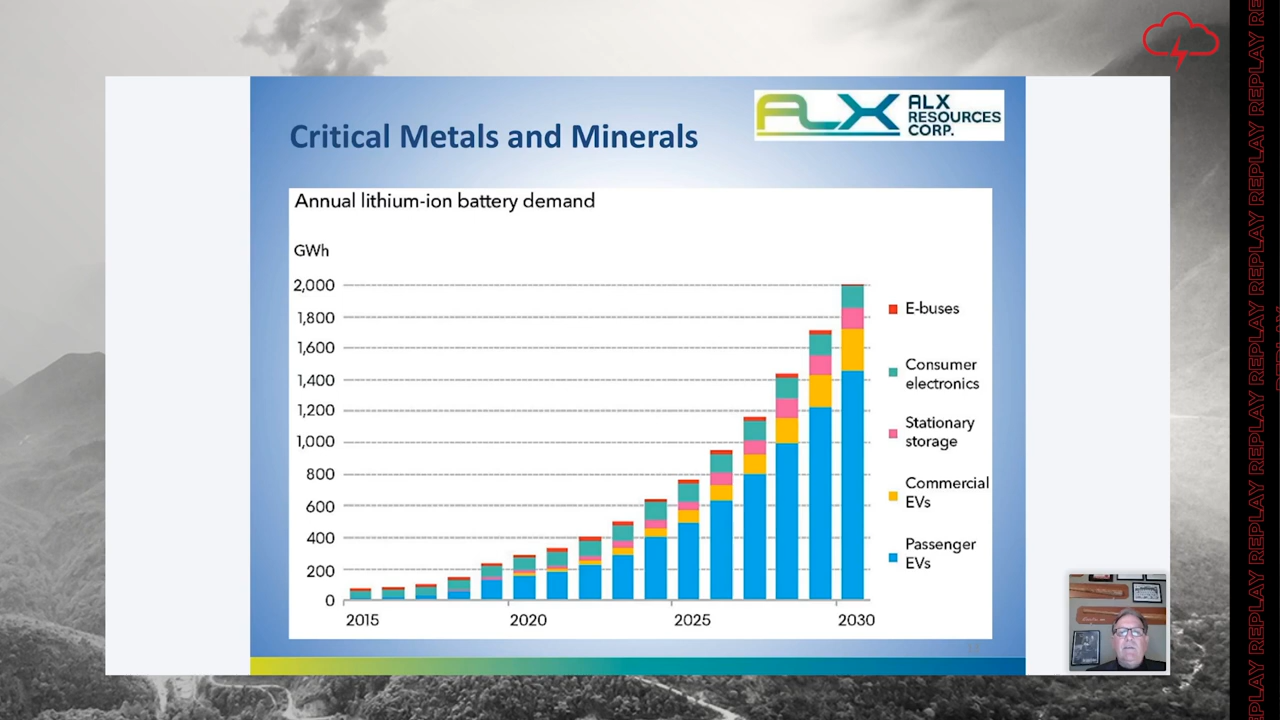 ALX
ALX
RESOURCES
CORP.
Critical Metals and Minerals
Annual lithium-ion battery demand
GWh
2,000
1,800
1,600
1,400
1,200
1,000
800
600
400
200
0
2015
2020
2025
2030
E-buses
Consumer
electronics
Stationary
storage
Commercial
EVs
Passenger
EVs
REPLAY REPLAY REPLAY REPLAY REPLAY REPLAY REPLAY REPLAY REPLAY
REPLAY